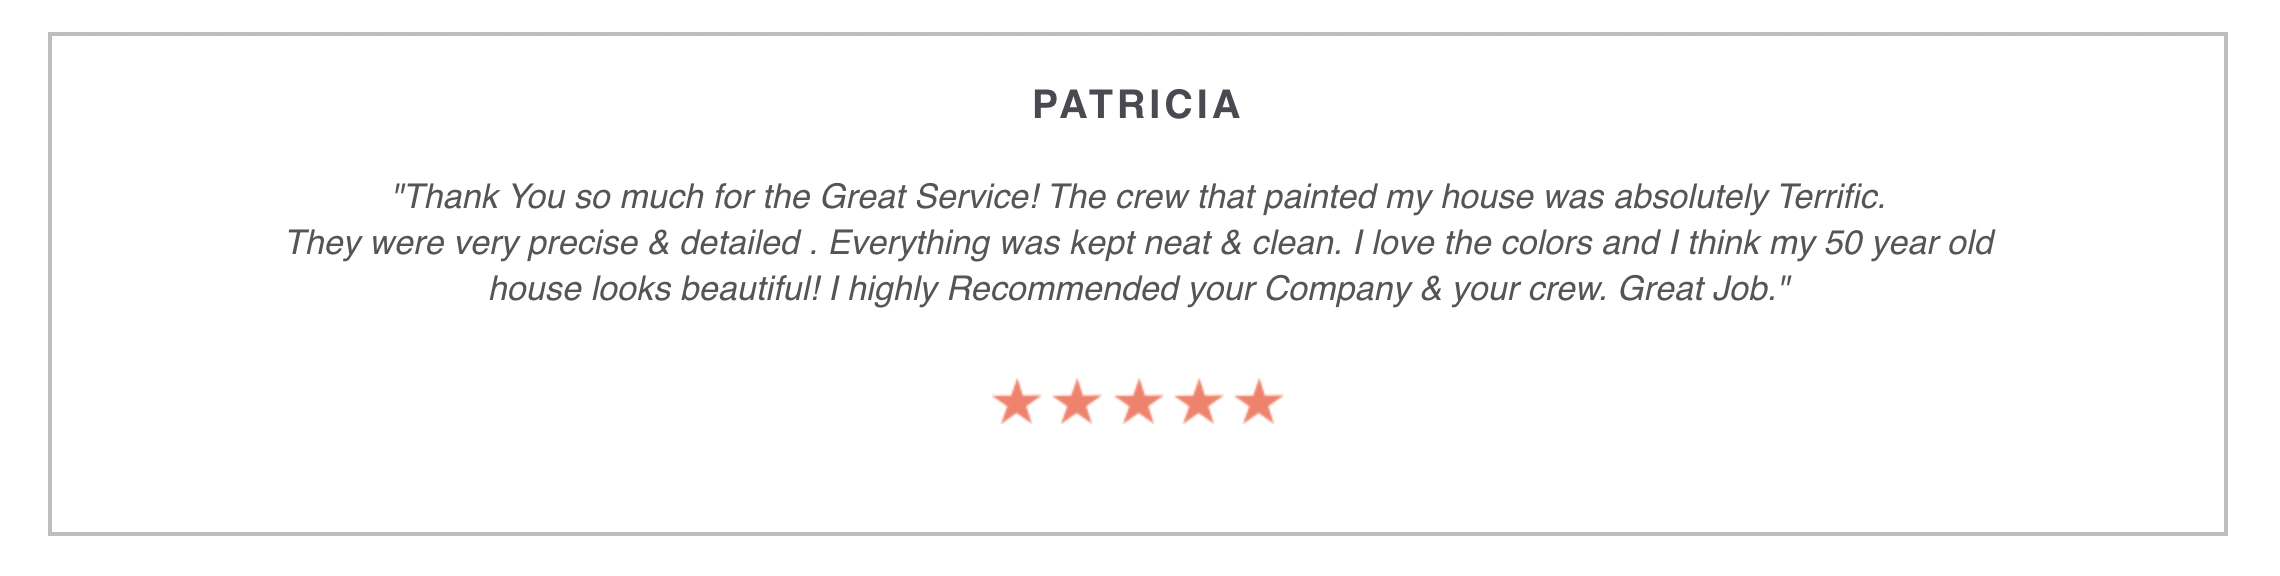 PATRICIA
"Thank You so much for the Great Service! The crew that painted my house was absolutely Terrific.
They were very precise & detailed . Everything was kept neat & clean. I love the colors and I think my 50 year old
house looks beautiful! I highly Recommended your Company & your crew. Great Job."